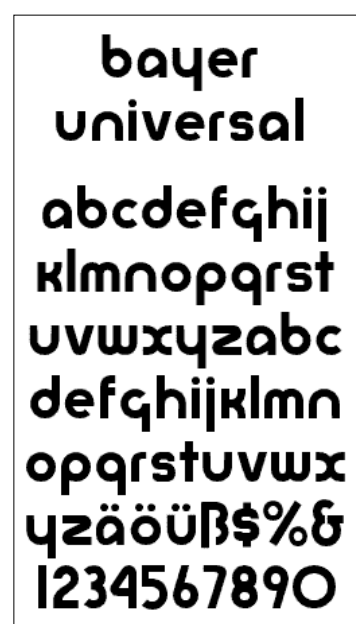 bayer
universal
abcdefghij
klmnopqrst
uvwxyzabc
defghijklmn
opqrstuvwx
yzäöüß$%&
1234567890